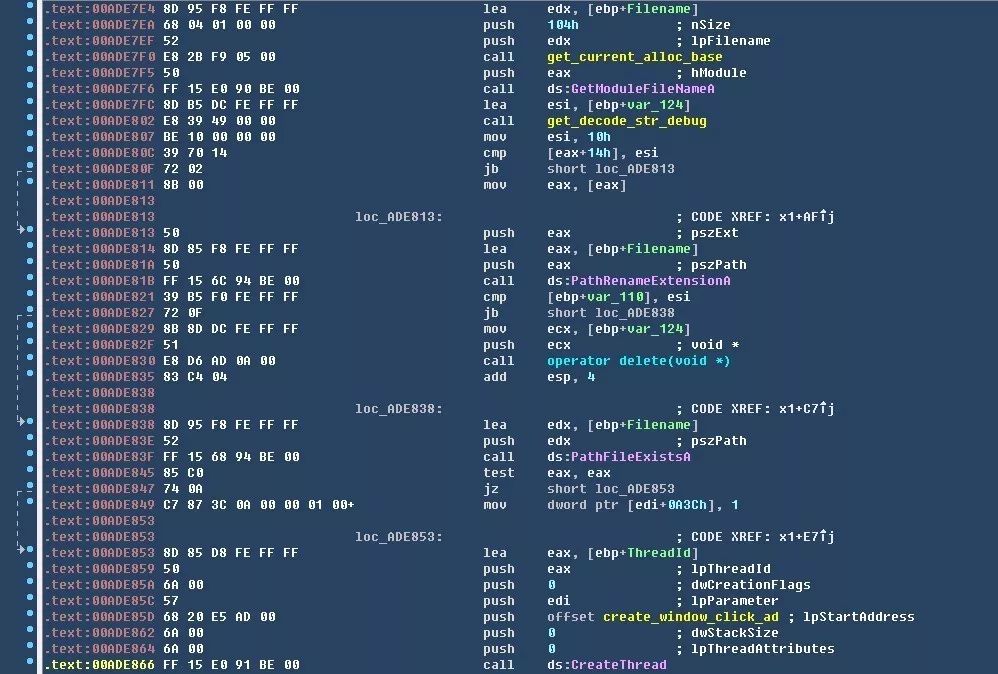 .text:00ADE7E4 8D 95 F8 FE FF FF lea edx, [ebp+Filename]
.text:00ADE7EA 68 04 01 00 00 push 104h ; nSize
.text:00ADE7EF 52 push edx ; lpFilename
.text:00ADE7F0 E8 2B F9 05 00 call get_current_alloc_base
.text:00ADE7F5 50 push eax ; hModule
.text:00ADE7F6 FF 15 E0 90 BE 00 call ds:GetModuleFileNameA
.text:00ADE7FC 8D B5 DC FE FF FF lea esi, [ebp+var_124]
.text:00ADE802 E8 39 49 00 00 call get_decode_str_debug
.text:00ADE807 BE 10 00 00 00 mov esi, 10h
.text:00ADE80C 39 70 14 cmp [eax+14h], esi
.text:00ADE80F 72 02 jb short loc_ADE813
.text:00ADE811 8B 00 mov eax, [eax]
.text:00ADE813
.text:00ADE813 loc_ADE813: ; CODE XREF: x1+AF↑j
.text:00ADE813 50 push eax ; pszExt
.text:00ADE814 8D 85 F8 FE FF FF lea eax, [ebp+Filename]
.text:00ADE81A 50 push eax ; pszPath
.text:00ADE81B FF 15 6C 94 BE 00 call ds:PathRenameExtensionA
.text:00ADE821 39 B5 F0 FE FF FF cmp [ebp+var_110], esi
.text:00ADE827 72 0F jb short loc_ADE838
.text:00ADE829 8B 8D DC FE FF FF mov ecx, [ebp+var_124]
.text:00ADE82F 51 push ecx ; void *
.text:00ADE830 E8 D6 AD 0A 00 call operator delete(void *)
.text:00ADE835 83 C4 04 add esp, 4
.text:00ADE838
.text:00ADE838 loc_ADE838: ; CODE XREF: x1+C7↑j
.text:00ADE838 8D 95 F8 FE FF FF lea edx, [ebp+Filename]
.text:00ADE83E 52 push edx ; pszPath
.text:00ADE83F FF 15 68 94 BE 00 call ds:PathFileExistsA
.text:00ADE845 85 C0 test eax, eax
.text:00ADE847 74 0A jz short loc_ADE853
.text:00ADE849 C7 87 3C 0A 00 00 01 00+ mov dword ptr [edi+0A3Ch], 1
.text:00ADE853
.text:00ADE853 loc_ADE853: ; CODE XREF: x1+E7↑j
.text:00ADE853 8D 85 D8 FE FF FF lea eax, [ebp+ThreadId]
.text:00ADE859 50 push eax ; lpThreadId
.text:00ADE85A 6A 00 push 0 ; dwCreationFlags
.text:00ADE85C 57 push edi ; lpParameter
.text:00ADE85D 68 20 E5 AD 00 push offset create_window_click_ad ; lpStartAddress
.text:00ADE862 6A 00 push 0 ; dwStackSize
.text:00ADE864 6A 00 push 0 ; lpThreadAttributes
.text:00ADE866 FF 15 E0 91 BE 00 call ds:CreateThread